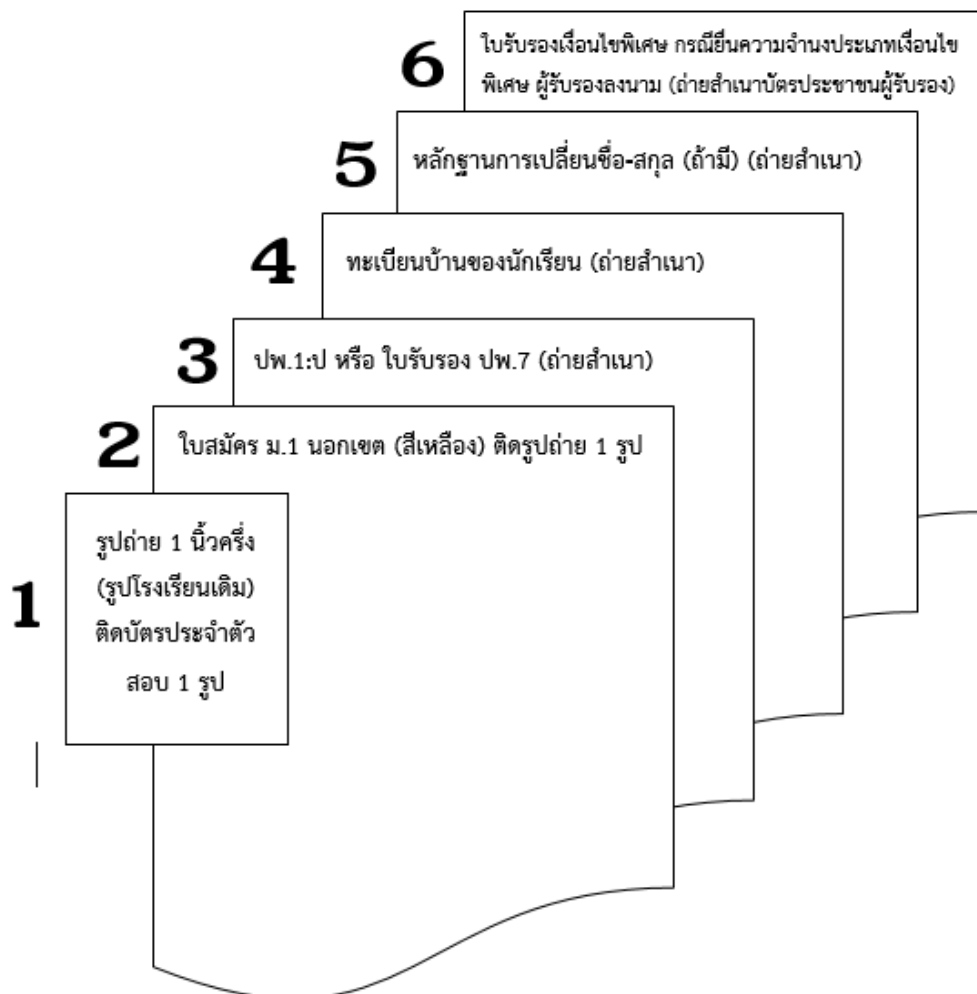 6
ใบรับรองเงื่อนไขพิเศษ กรณียื่นความจำนงประเภทเงื่อนไข
พิเศษ ผู้รับรองลงนาม (ถ่ายสำเนาบัตรประชาชนผู้รับรอง)
5
หลักฐานการเปลี่ยนชื่อ-สกุล (ถ้ามี) (ถ่ายสำเนา)
4
ทะเบียนบ้านของนักเรียน (ถ่ายสำเนา)
3
ปพ.1:ป หรือ ใบรับรอง ปพ.7 (ถ่ายสำเนา)
2
ใบสมัคร ม.1 นอกเขต (สีเหลือง) ติดรูปถ่าย 1 รูป
1
รูปถ่าย 1 นิ้วครึ่ง
(รูปโรงเรียนเดิม)
ติดบัตรประจำตัว
สอบ 1 รูป